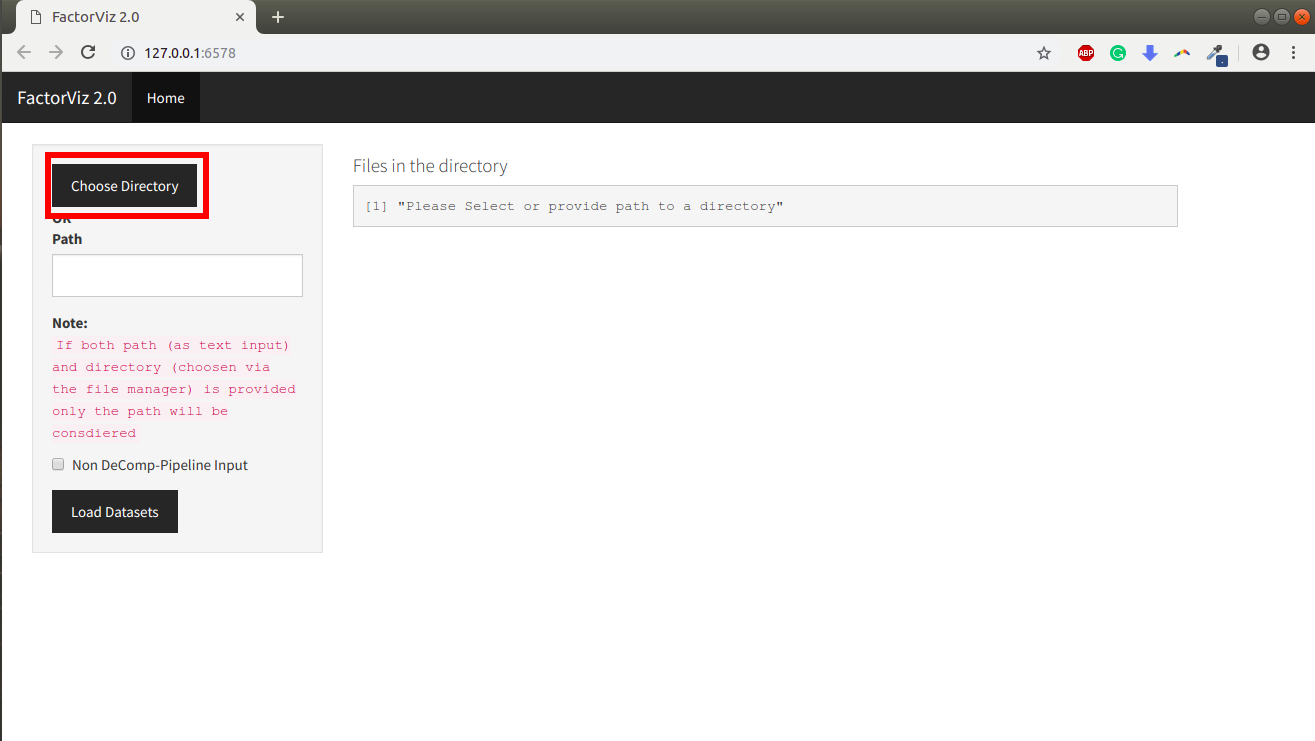 FactorViz 2.0
127.0.0.1:6578
ABP
FactorViz 2.0
Home
Choose Directory
OR
Path
Note:
If both path (as text input)
and directory (choosen via
the file manager) is provided
only the path will be
consdiered
Non DeComp-Pipeline Input
Load Datasets
Files in the directory
[1] "Please Select or provide path to a directory"